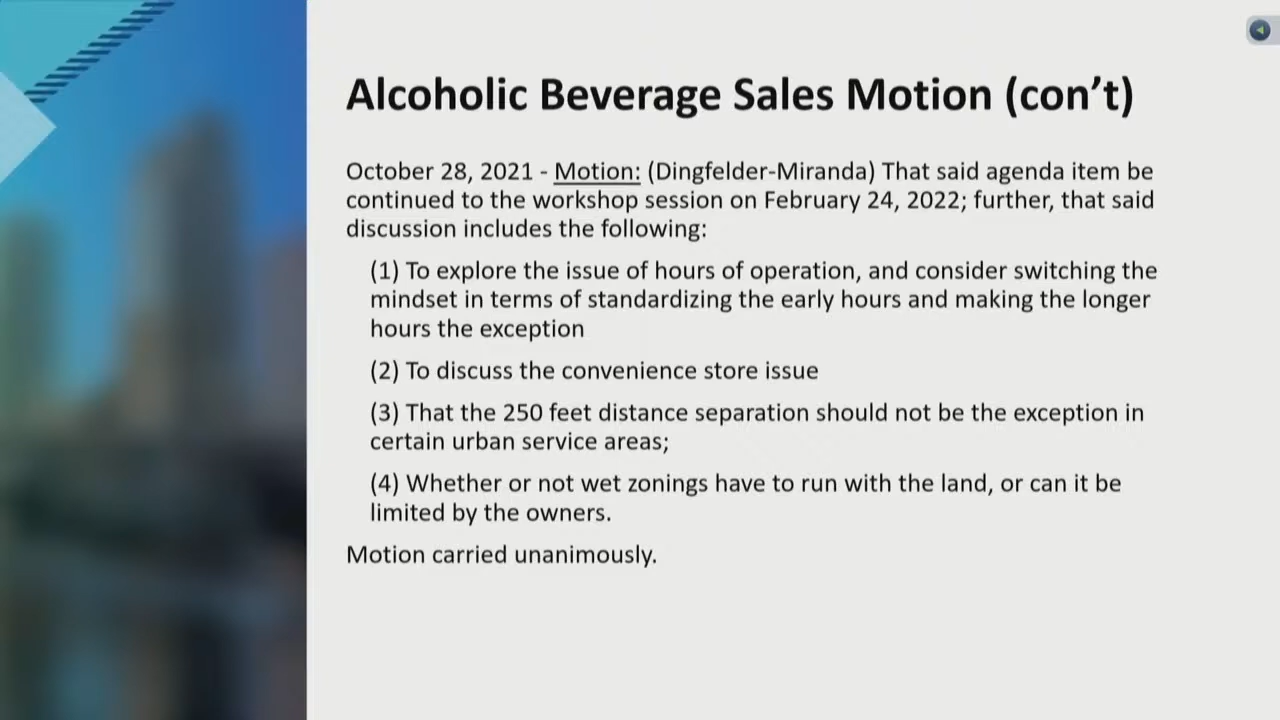 Alcoholic Beverage Sales Motion (con’t)
October 28, 2021 - Motion: (Dingfelder-Miranda) That said agenda item be
continued to the workshop session on February 24, 2022; further, that said
discussion includes the following:
(1) To explore the issue of hours of operation, and consider switching the
mindset in terms of standardizing the early hours and making the longer
hours the exception
(2) To discuss the convenience store issue
(3) That the 250 feet distance separation should not be the exception in
certain urban service areas;
(4) Whether or not wet zonings have to run with the land, or can it be
limited by the owners.
Motion carried unanimously.